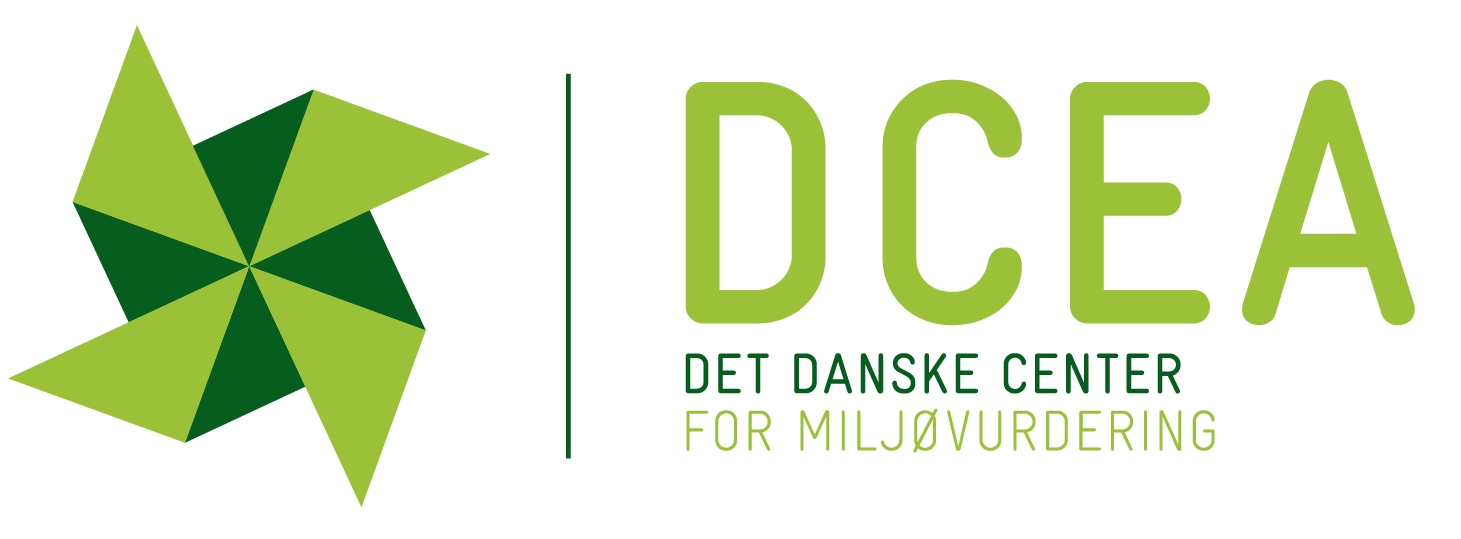 DCEA
DET DANSKE CENTER
FOR MILJØVURDERING